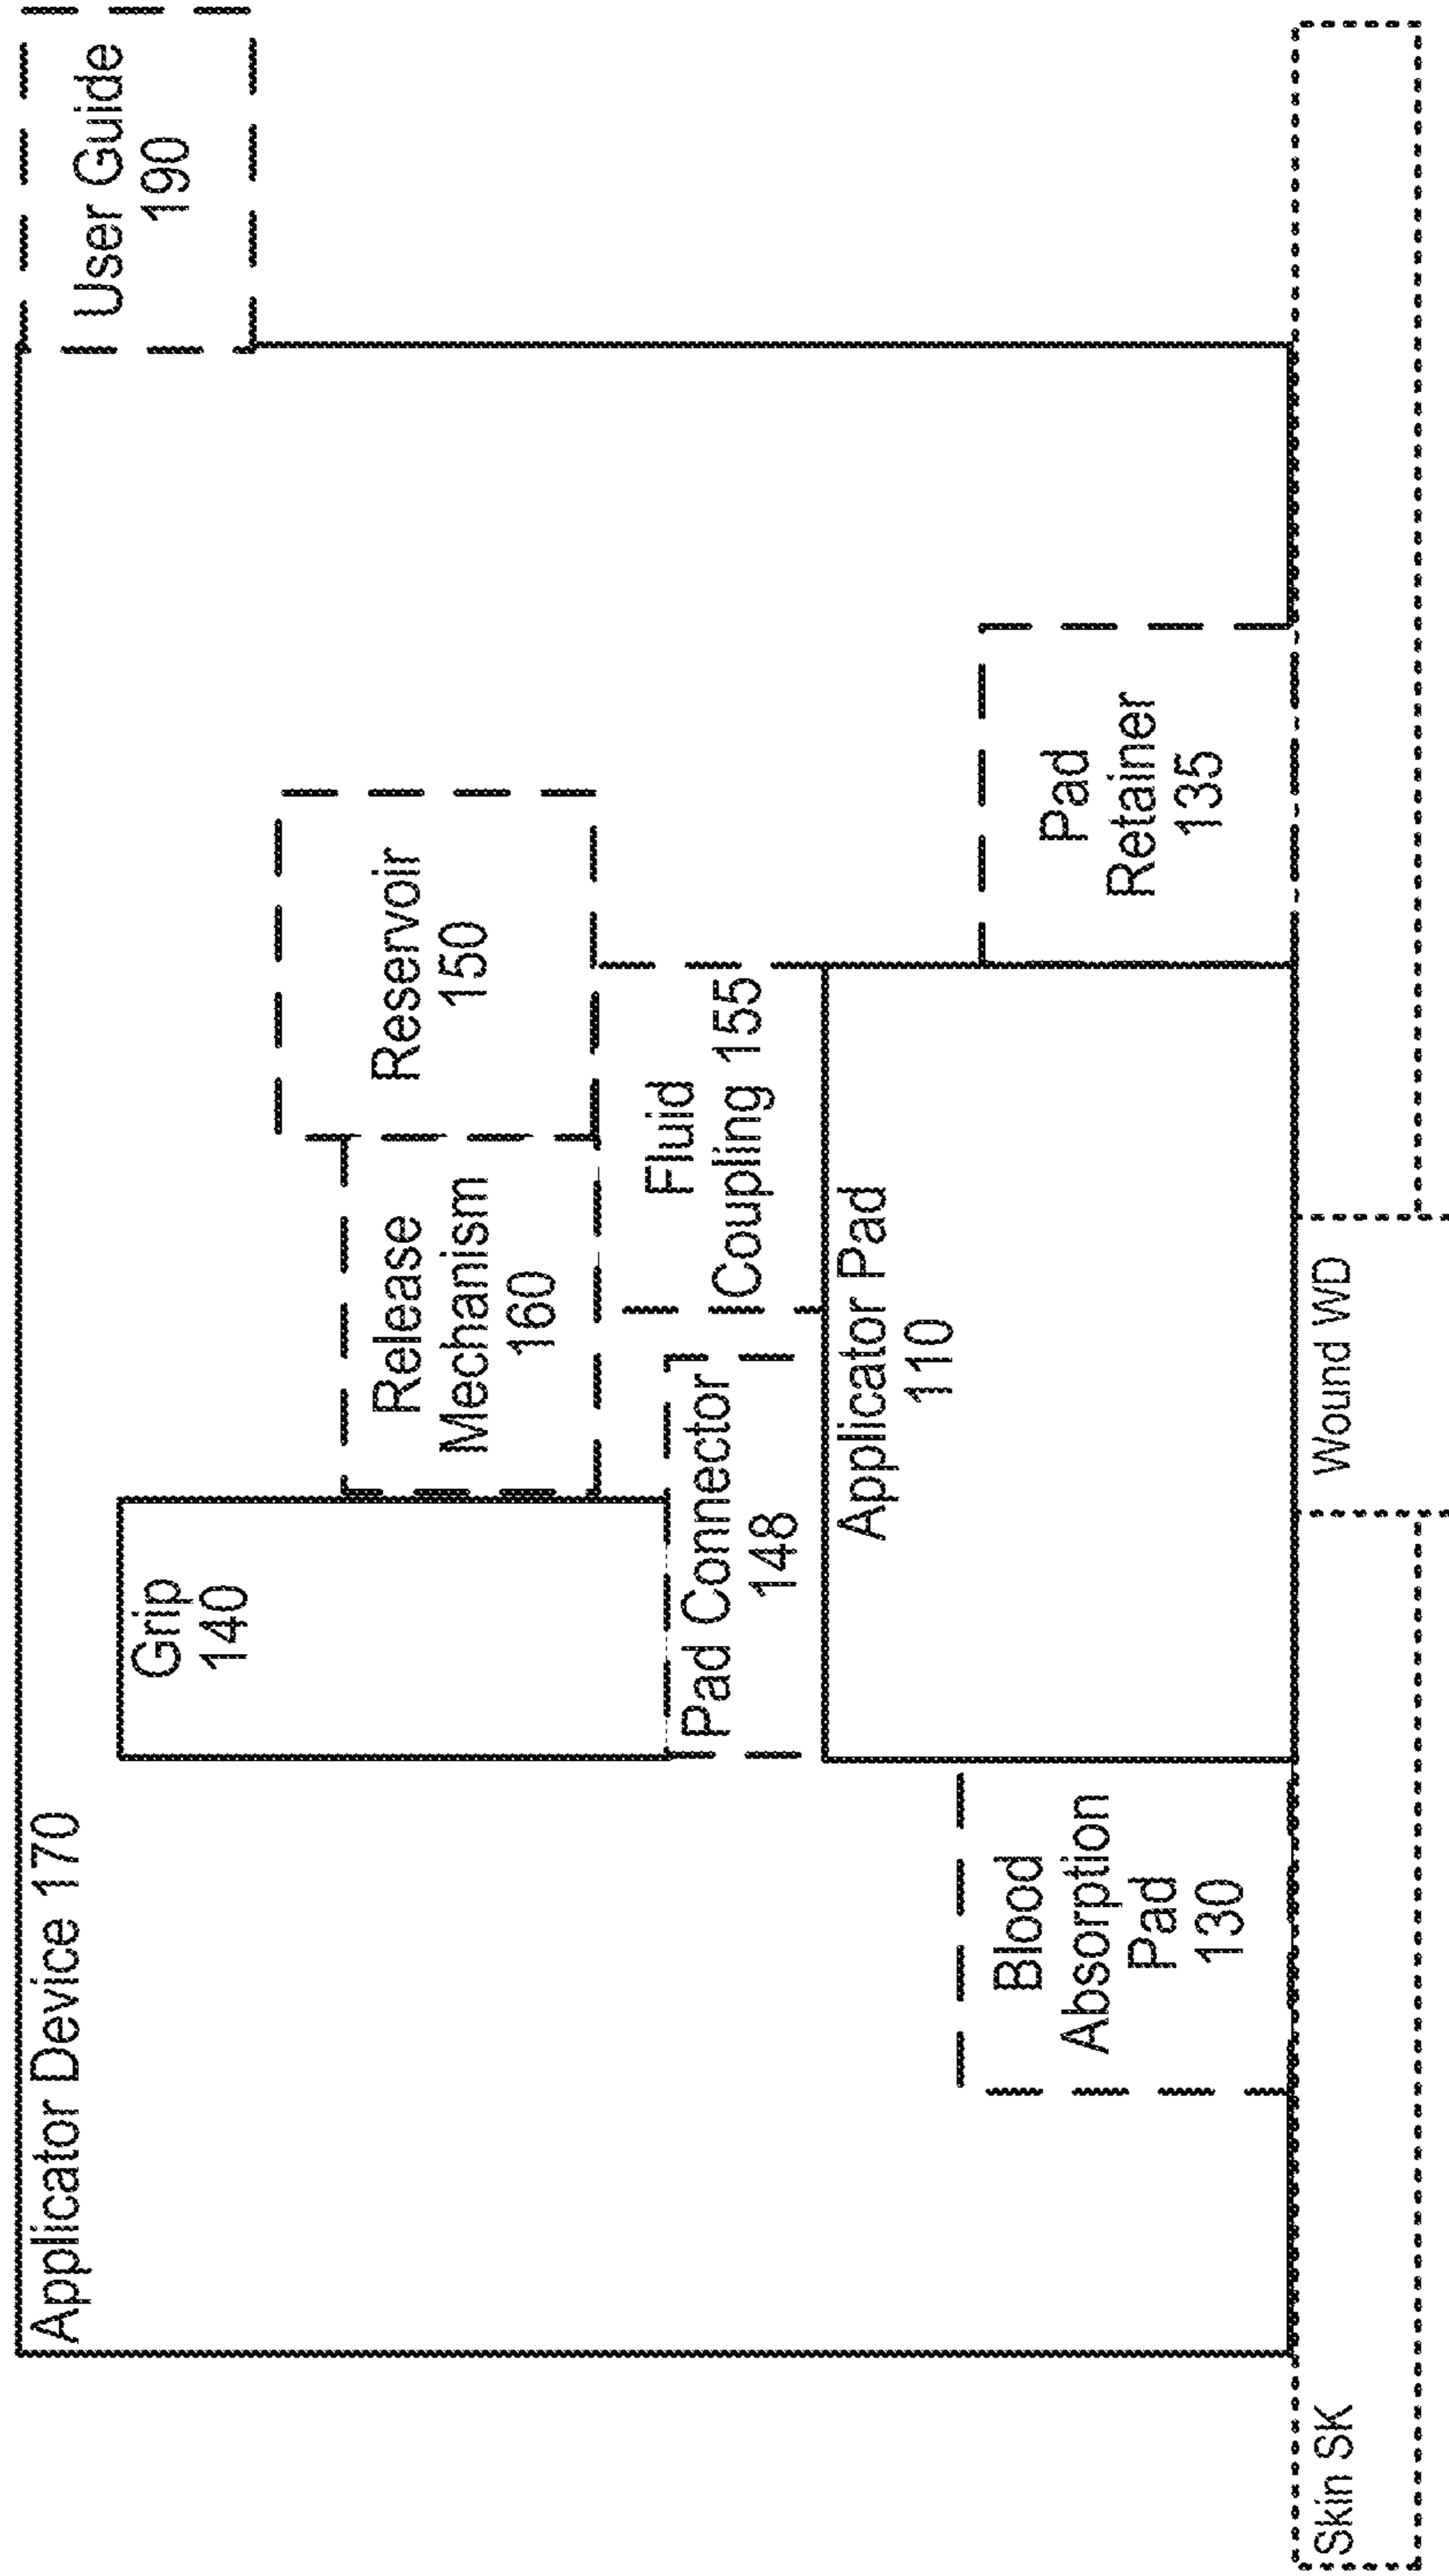 Applicator Device 170
User Guide
190
Grip
140
Release
Mechanism
160
Reservoir
150
Pad Connector
148
Fluid
Coupling 155
Applicator Pad
110
Blood
Absorption
Pad
130
Pad
Retainer
135
Skin SK
Wound WD